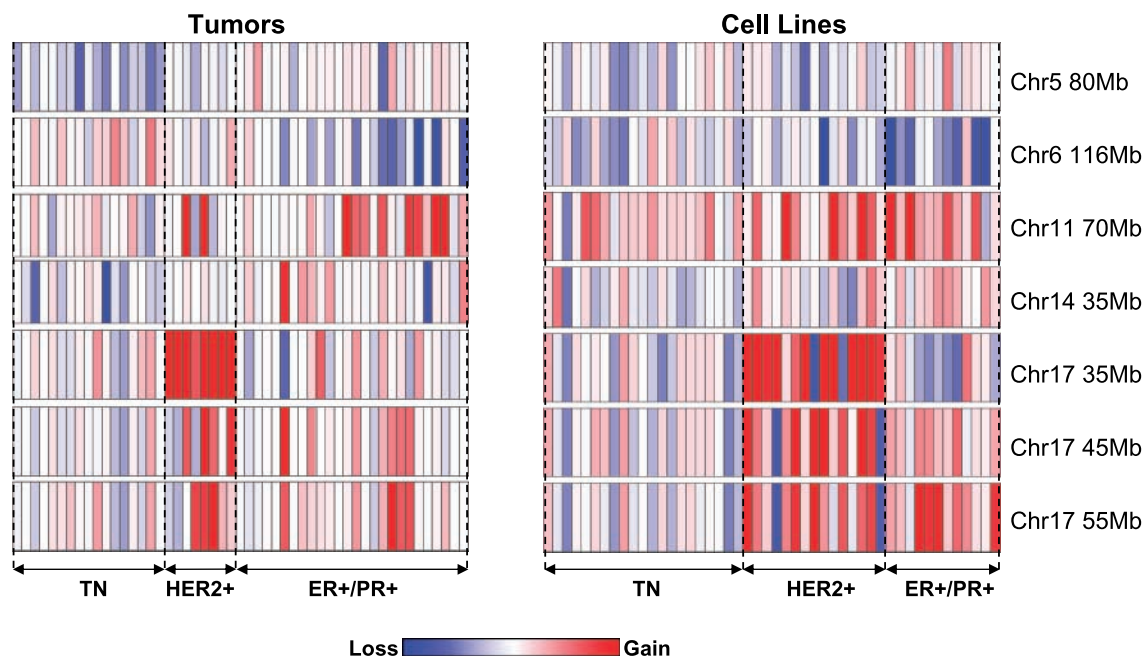 Tumors
Cell Lines
Chr5 80Mb
Chr6 116Mb
Chr11 70Mb
Chr14 35Mb
Chr17 35Mb
Chr17 45Mb
Chr17 55Mb
TN
HER2+
ER+/PR+
TN
HER2+
ER+/PR+
Loss
Gain